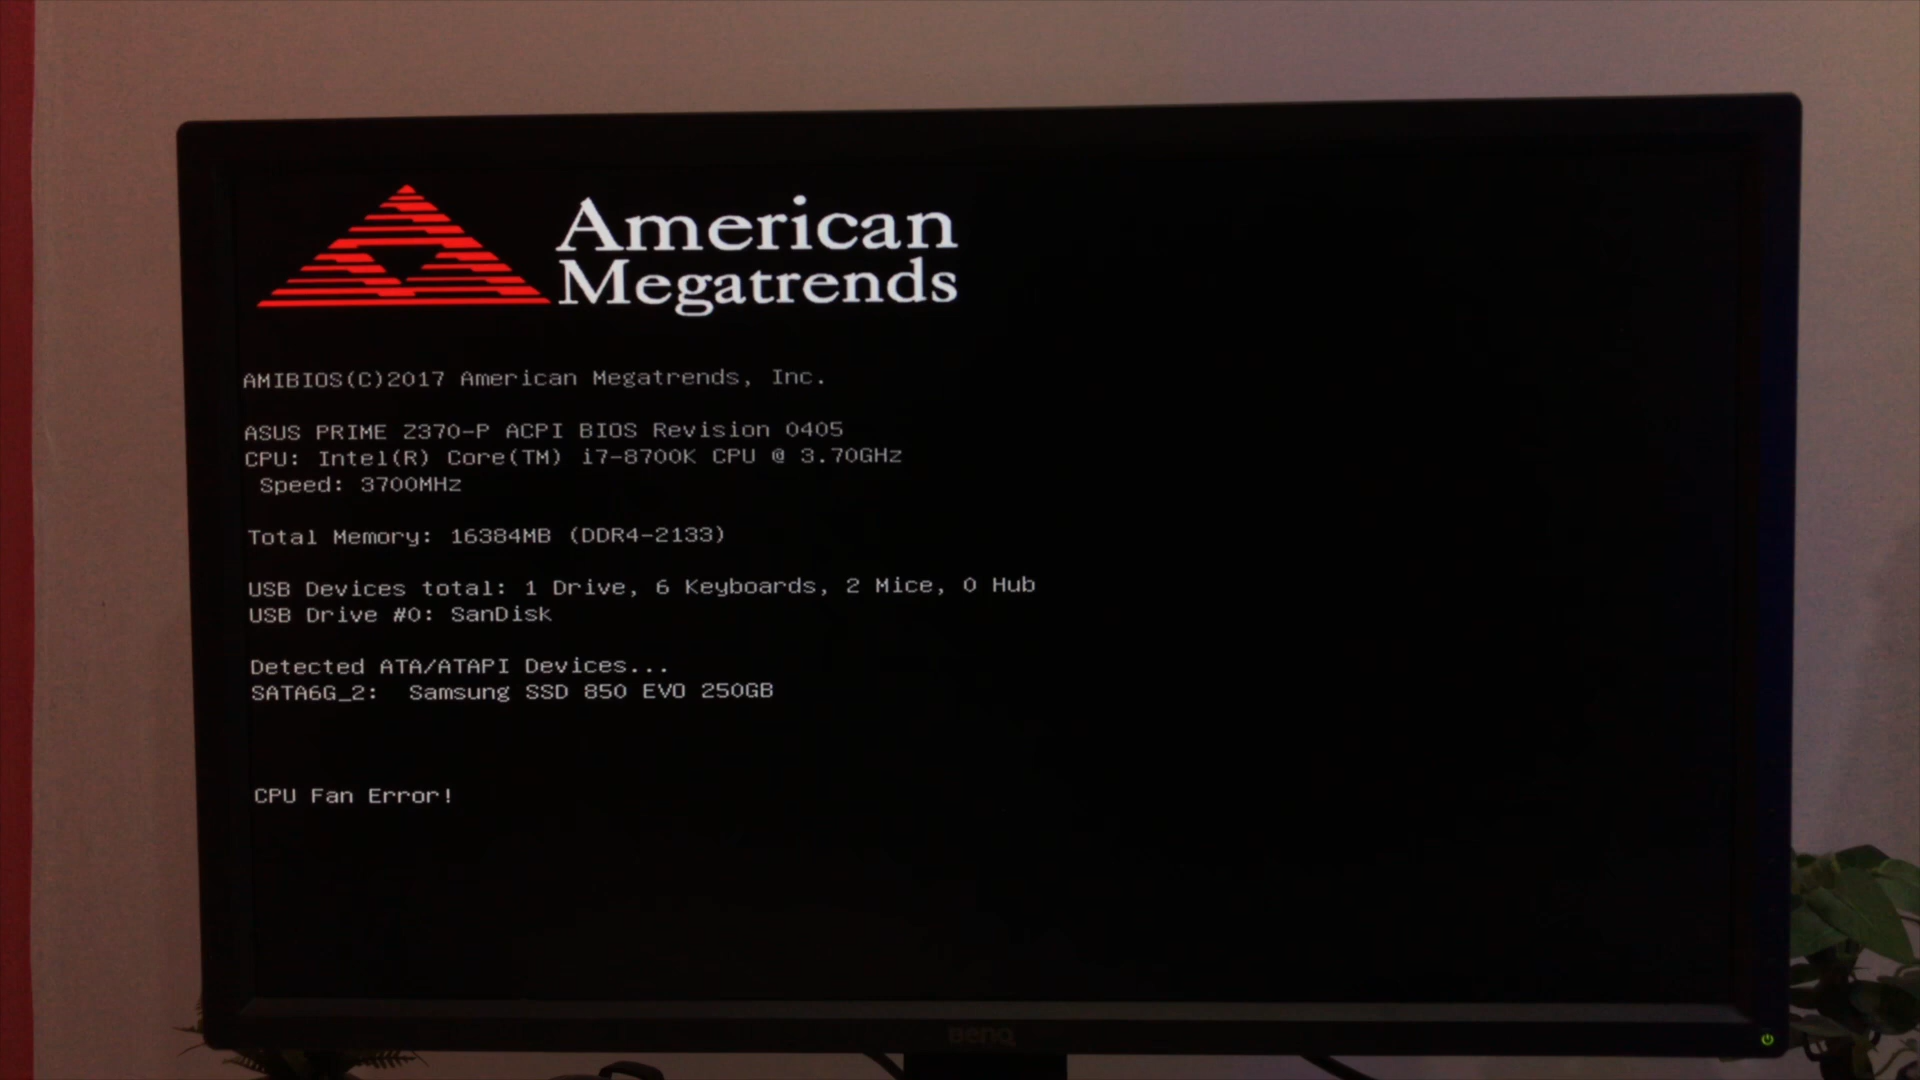 American
Megatrends
AMIBIOS(C)2017 American Megatrends, Inc.
ASUS PRIME Z370-P ACPI BIOS Revision 0405
CPU: Intel(R) Core(TM) i7-8700K CPU @ 3.70GHz
Speed: 3700MHz
Total Memory: 16384MB (DDR4-2133)
USB Devices total: 1 Drive, 6 Keyboards, 2 Mice, 0 Hub
USB Drive #0: SanDisk
Detected ATA/ATAPI Devices...
SATA6G_2: Samsung SSD 850 EVO 250GB
CPU Fan Error!
BenQ